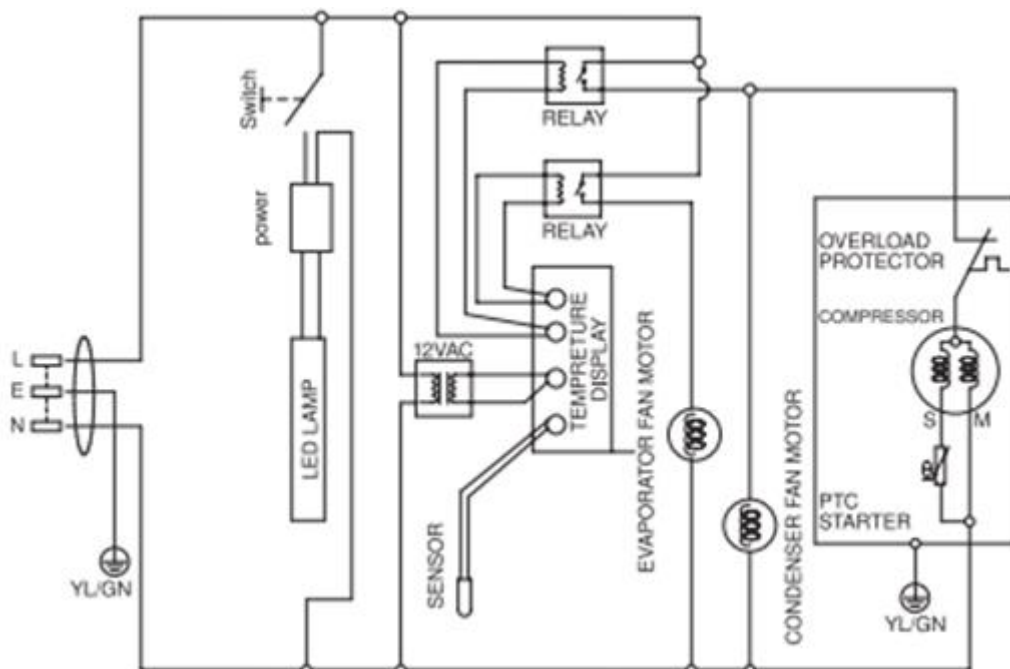 Switch
power
LED LAMP
L
E
N
YL/GN
RELAY
RELAY
12VAC
TEMPRETURE
DISPLAY
SENSOR
EVAPORATOR FAN MOTOR
CONDENSER FAN MOTOR
OVERLOAD
PROTECTOR
COMPRESSOR
S
M
PTC
STARTER
YL/GN